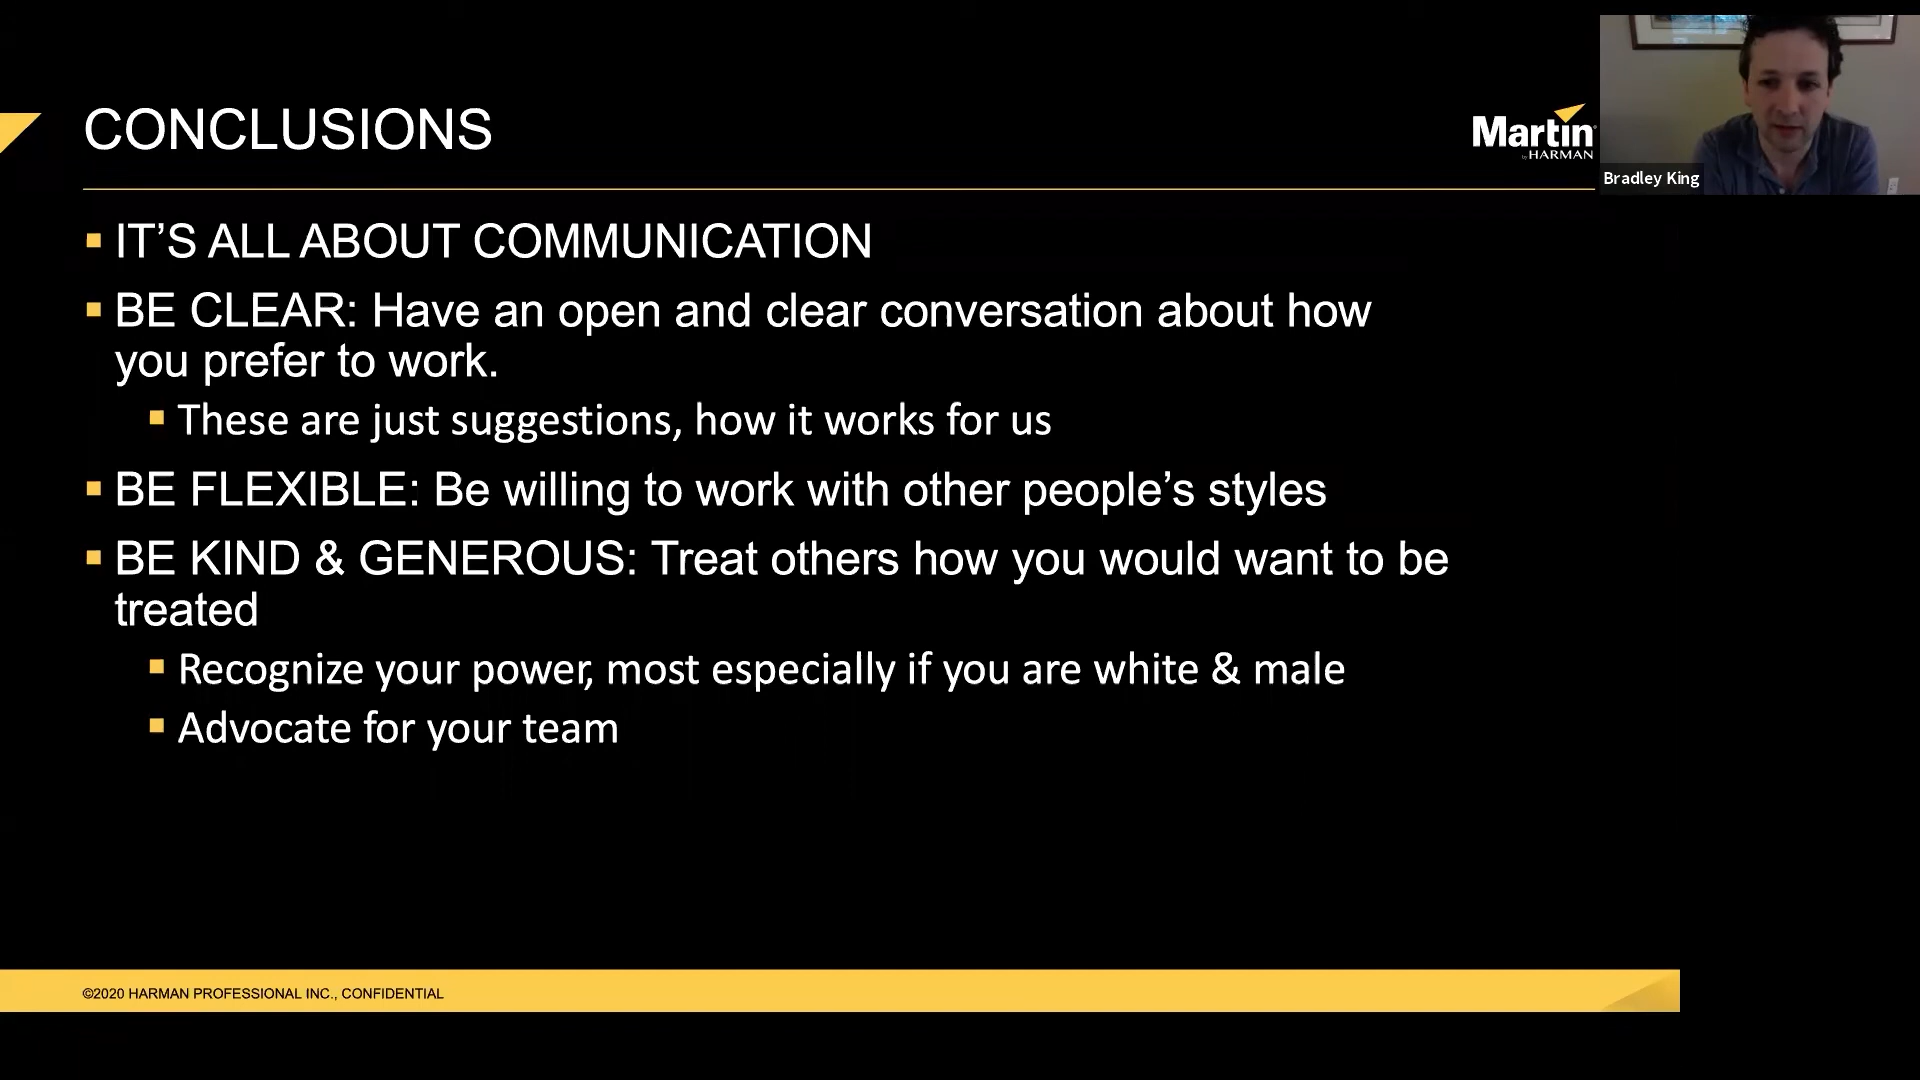 CONCLUSIONS
Martin
by HARMAN
Bradley King
IT’S ALL ABOUT COMMUNICATION
BE CLEAR: Have an open and clear conversation about how
you prefer to work.
These are just suggestions, how it works for us
BE FLEXIBLE: Be willing to work with other people’s styles
BE KIND & GENEROUS: Treat others how you would want to be
treated
Recognize your power, most especially if you are white & male
Advocate for your team
©2020 HARMAN PROFESSIONAL INC., CONFIDENTIAL